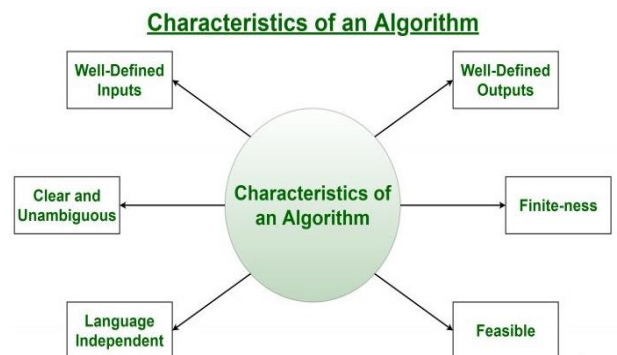 Characteristics of an Algorithm
Well-Defined
Inputs
Well-Defined
Outputs
Clear and
Unambiguous
Characteristics of
an Algorithm
Finite-ness
Language
Independent
Feasible